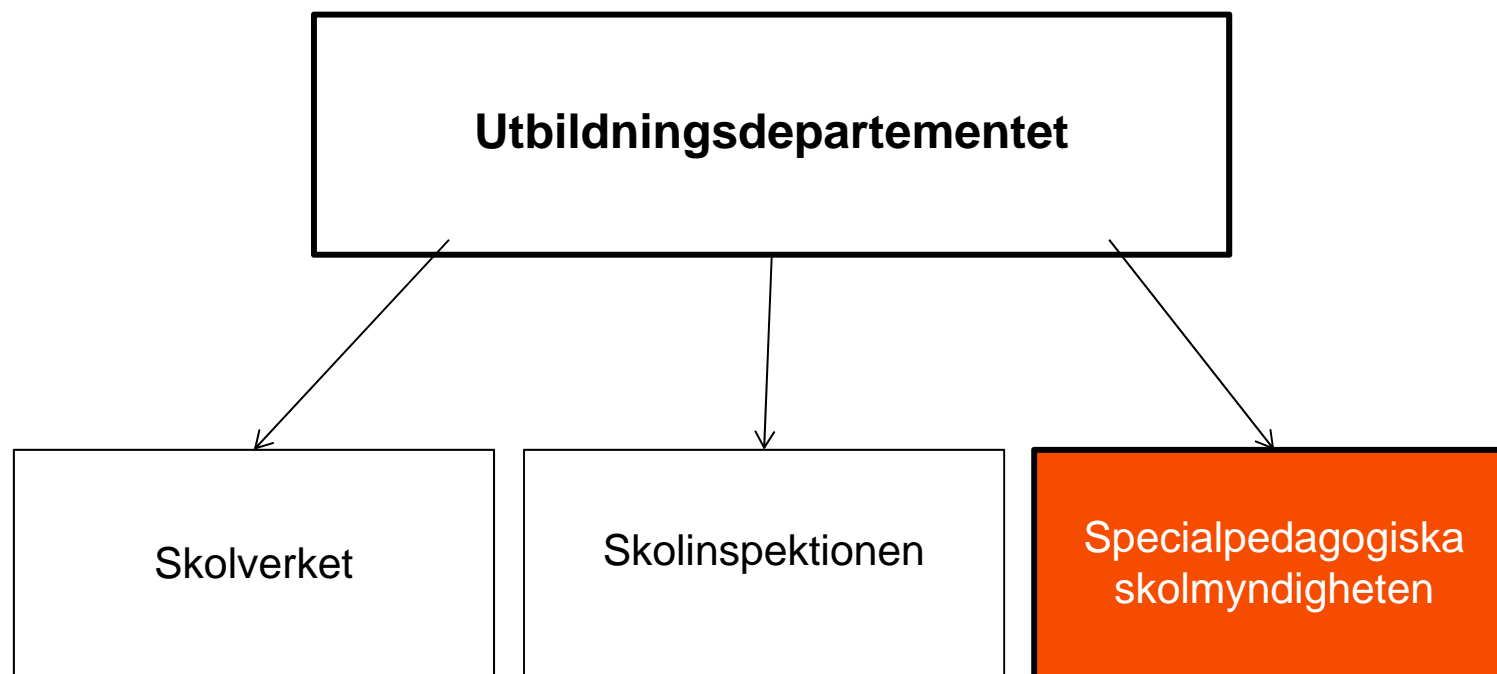 Utbildningsdepartementet
Skolverket
Skolinspektionen
Specialpedagogiska
skolmyndigheten